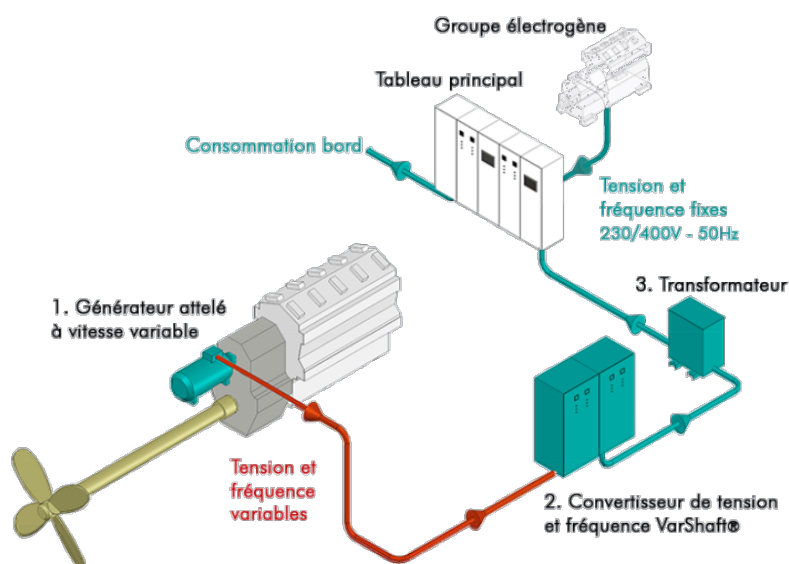 Groupe électrogène
Tableau principal
Consommation bord
Tension et
fréquence fixes
230/400V - 50Hz
3. Transformateur
1. Générateur attelé
à vitesse variable
Tension et
fréquence
variables
2. Convertisseur de tension
et fréquence VarShaft®